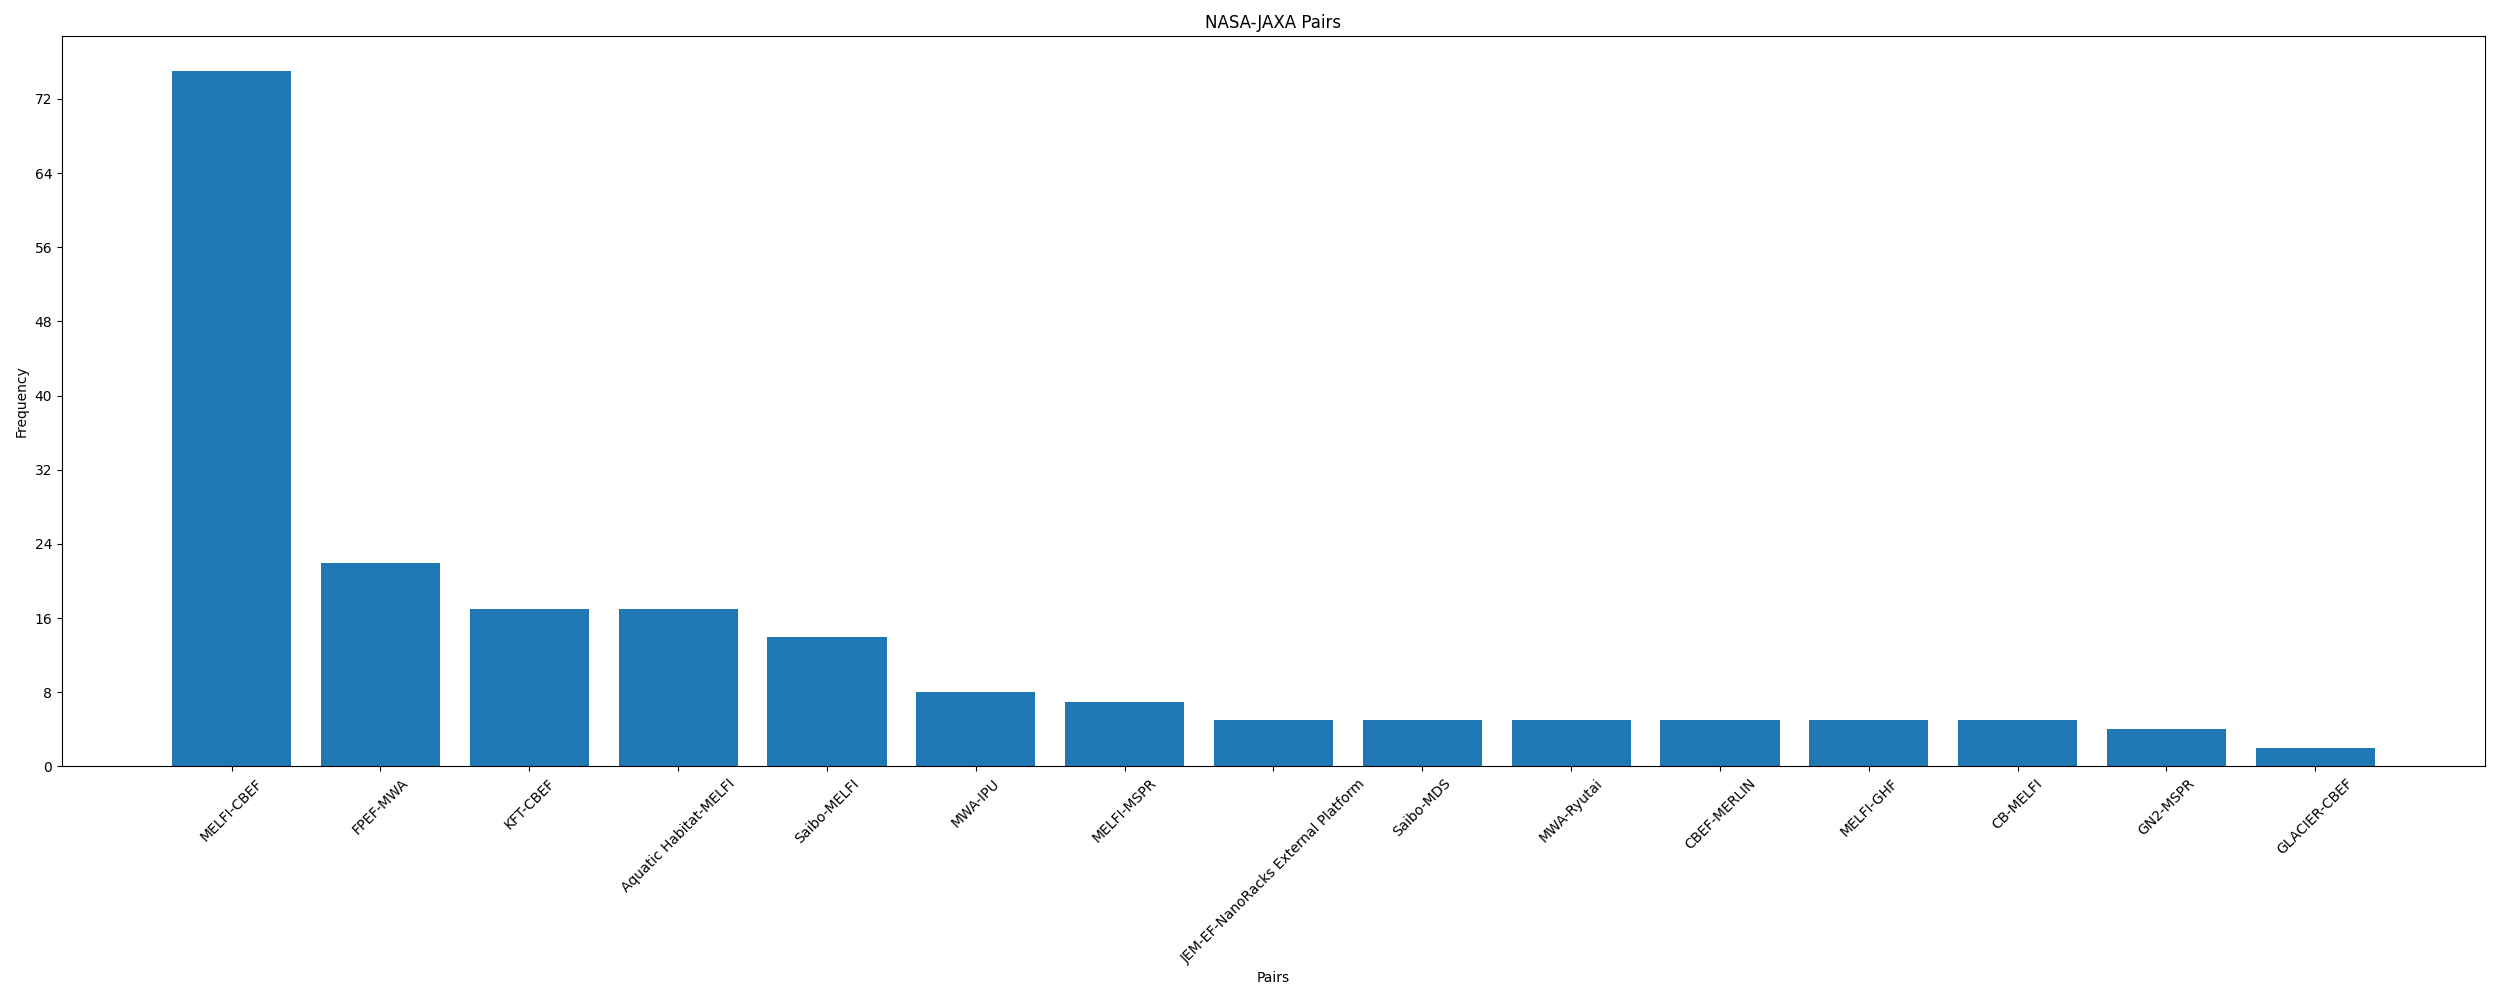 NASA-JAXA Pairs
Frequency
72
64
56
48
40
32
24
16
8
0
MELFI-CBEF
FPEF-MWA
KFT-CBEF
Aquatic Habitat-MELFI
Saibo-MELFI
MWA-IPU
MELFI-MSPR
JEM-EF-NanoRacks External Platform
Saibo-MDS
MWA-Ryutai
CBEF-MERLIN
MELFI-GHF
CB-MELFI
GN2-MSPR
GLACIER-CBEF
Pairs